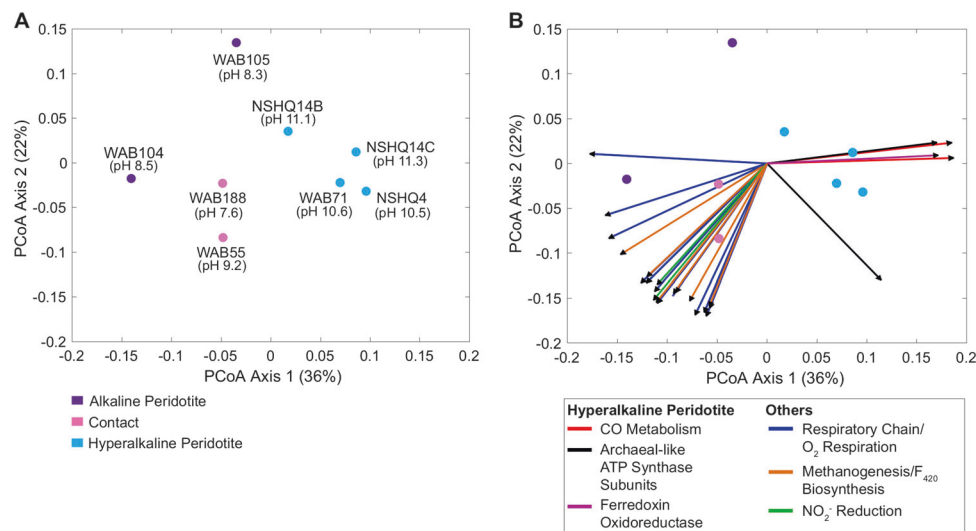 A
0.15
0.1
0.05
0
-0.05
-0.1
-0.15
-0.2
PCoA Axis 2 (22%)
WAB105
(pH 8.3)
NSHQ14B
(pH 11.1)
NSHQ14C
(pH 11.3)
WAB104
(pH 8.5)
WAB188
(pH 7.6)
WAB71
(pH 10.6)
NSHQ4
(pH 10.5)
WAB55
(pH 9.2)
-0.2 -0.15 -0.1 -0.05 0 0.05 0.1 0.15 0.2
PCoA Axis 1 (36%)
Alkaline Peridotite
Contact
Hyperalkaline Peridotite
B
0.15
0.1
0.05
0
-0.05
-0.1
-0.15
-0.2
PCoA Axis 2 (22%)
-0.2 -0.15 -0.1 -0.05 0 0.05 0.1 0.15 0.2
PCoA Axis 1 (36%)
Hyperalkaline Peridotite
CO Metabolism
Archaeal-like
ATP Synthase
Subunits
Ferredoxin
Oxidoreductase
Others
Respiratory Chain/
O₂ Respiration
Methanogenesis/F₄₂₀
Biosynthesis
NO₂⁻ Reduction